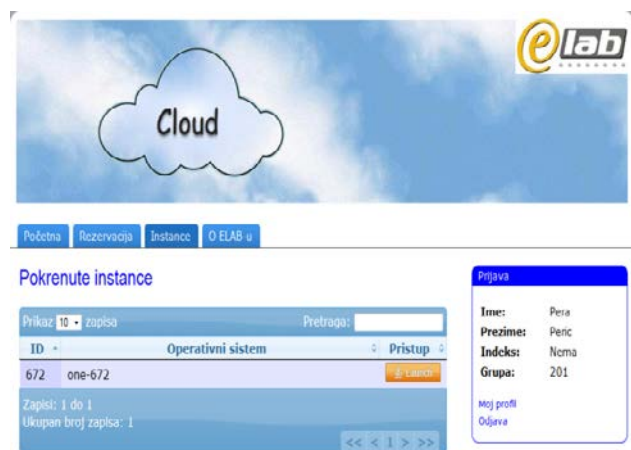 elab
Cloud
Početna Rezervacija Instance O ELAB u
Pokrenute instance
Prikaz 10 zapisa Pretraga:
ID Operativni sistem Pristup
672 one-672 Launch
Zapisi: 1 do 1
Ukupan broj zapisa: 1
<< < 1 > >>
Prijava
Ime: Pera
Prezime: Peric
Indeks: Nema
Grupa: 201
Moj profil
Odjava